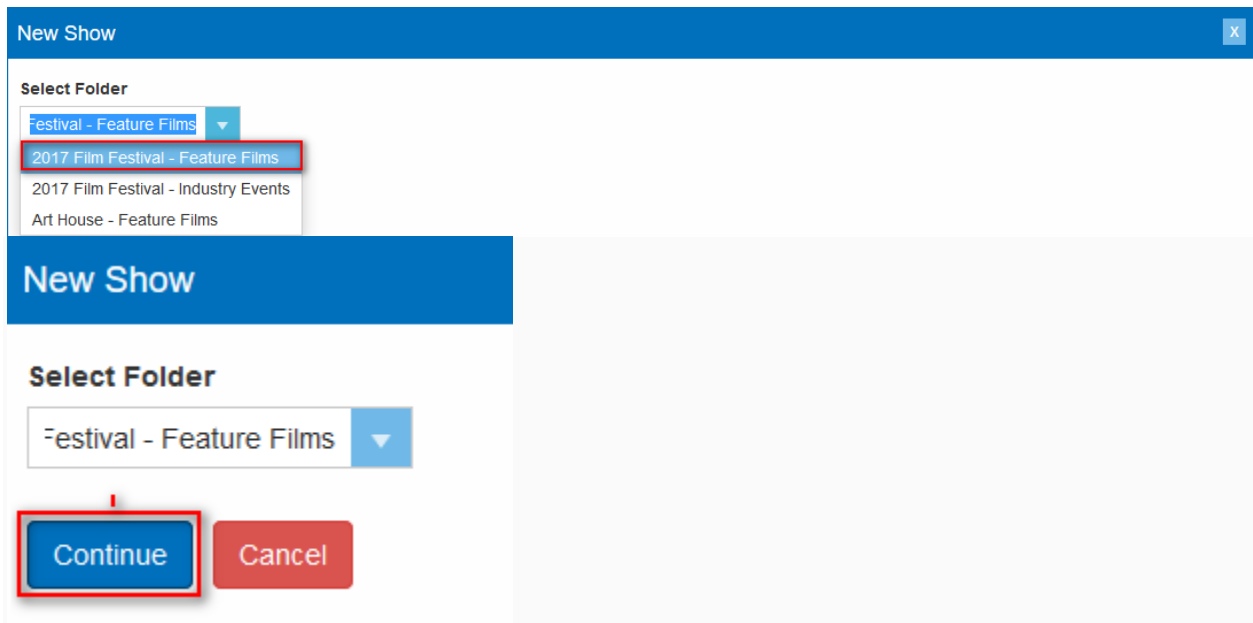 New Show
X
Select Folder
Festival - Feature Films
2017 Film Festival - Feature Films
2017 Film Festival - Industry Events
Art House - Feature Films
New Show
Select Folder
Festival - Feature Films
Continue
Cancel